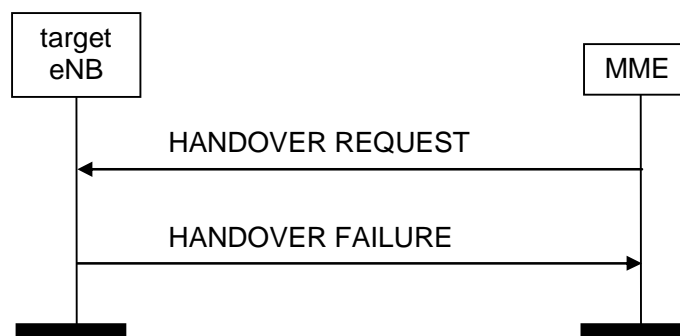 target
eNB
MME
HANDOVER REQUEST
HANDOVER FAILURE